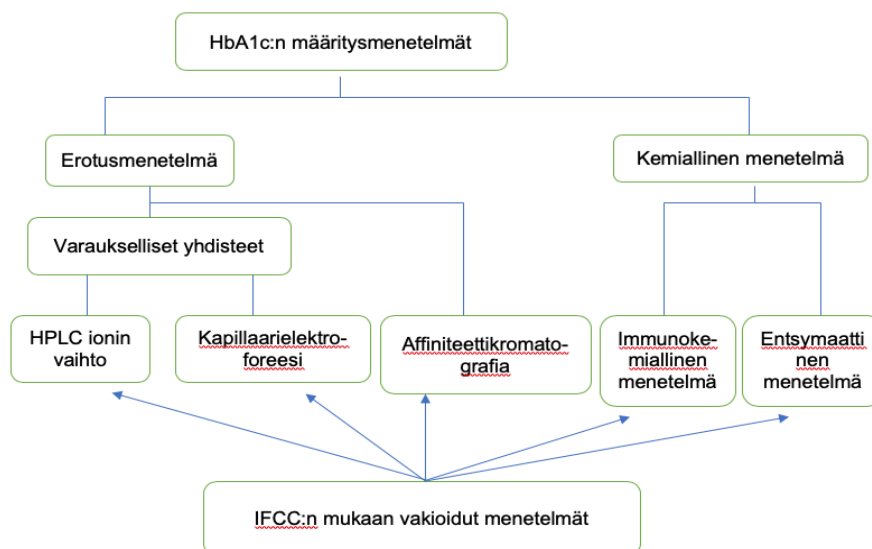 HbA1c:n määritysmenetelmät
Erotusmenetelmä
Kemiallinen menetelmä
Varaukselliset yhdisteet
HPLC ionin
vaihto
Kapillaarielektro-
foreesi
Affiniteettikromato-
grafia
Immunoke-
miallinen
menetelmä
Entsymaatti
nen
menetelmä
IFCC:n mukaan vakioidut menetelmät